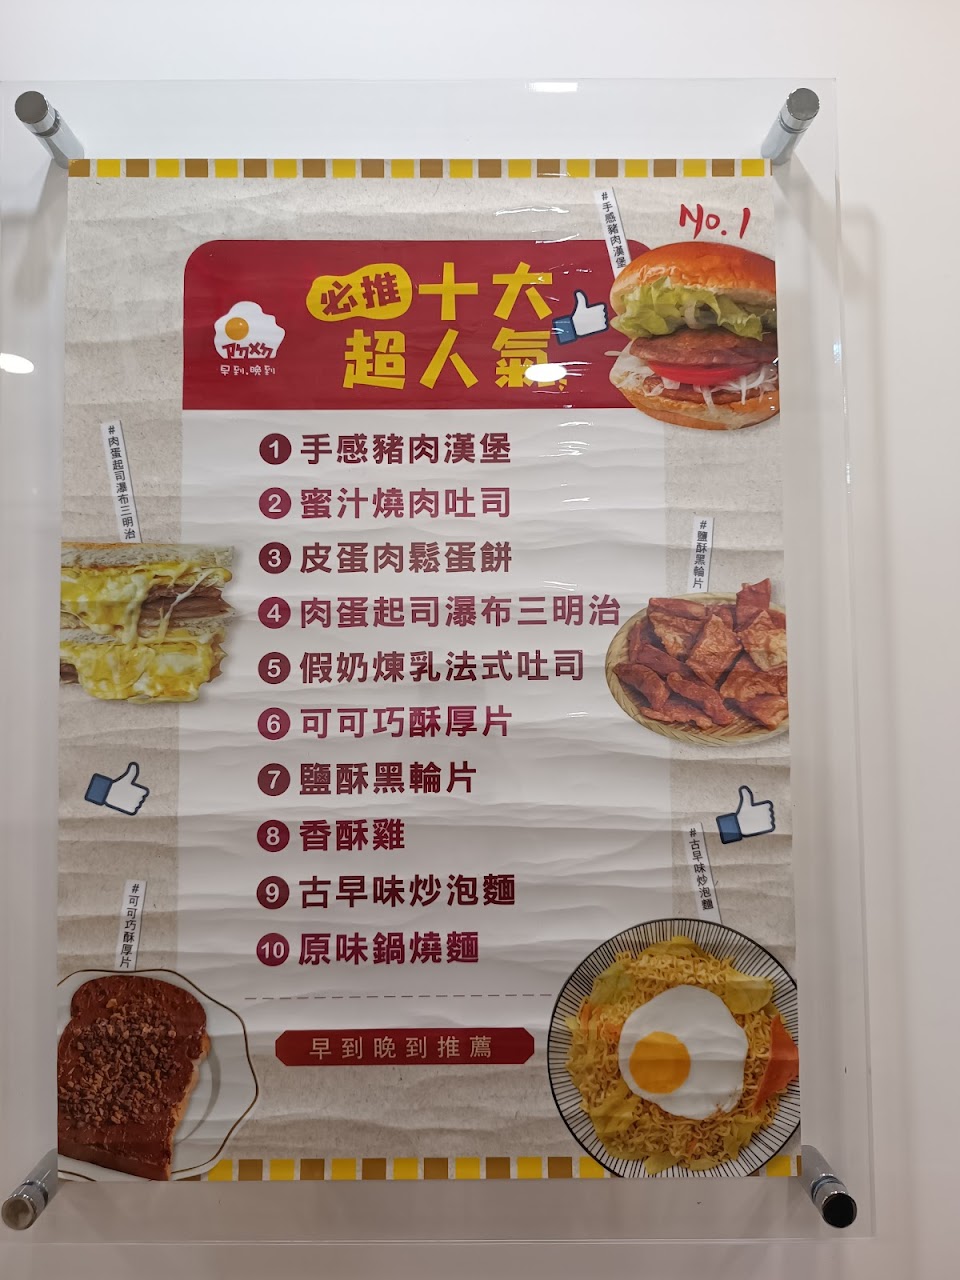 No.1
#手感豬肉漢堡
必推 十大
超人氣
早到.晚到
#肉蛋起司瀑布三明治
1 手感豬肉漢堡
2 蜜汁燒肉吐司
3 皮蛋肉鬆蛋餅
4 肉蛋起司瀑布三明治
5 假奶煉乳法式吐司
6 可可巧酥厚片
7 鹽酥黑輪片
8 香酥雞
9 古早味炒泡麵
10 原味鍋燒麵
#鹽酥黑輪片
#古早味炒泡麵
#可可巧酥厚片
早到晚到推薦